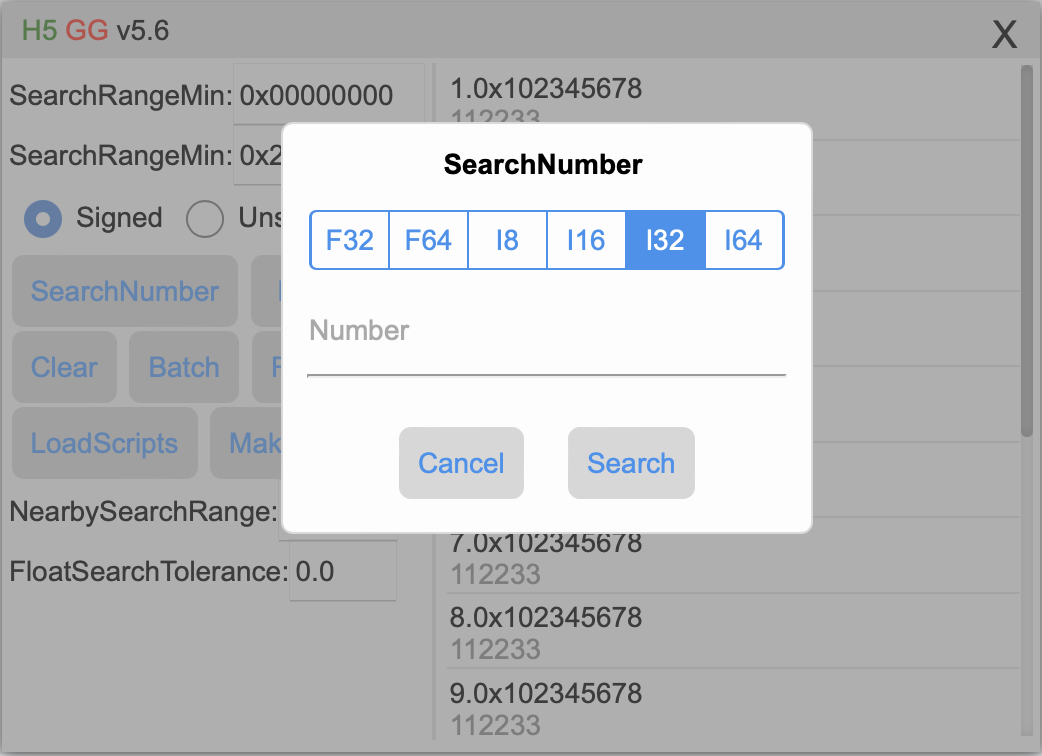 H5 GG v5.6
X
SearchRangeMin: 0x00000000
SearchRangeMin: 0x2
Signed
Uns
SearchNumber
Clear
Batch
LoadScripts
Mak
NearbySearchRange:
FloatSearchTolerance: 0.0
1.0x102345678
112233
SearchNumber
F32
F64
I8
I16
I32
I64
Number
Cancel
Search
7.0x102345678
112233
8.0x102345678
112233
9.0x102345678
112233